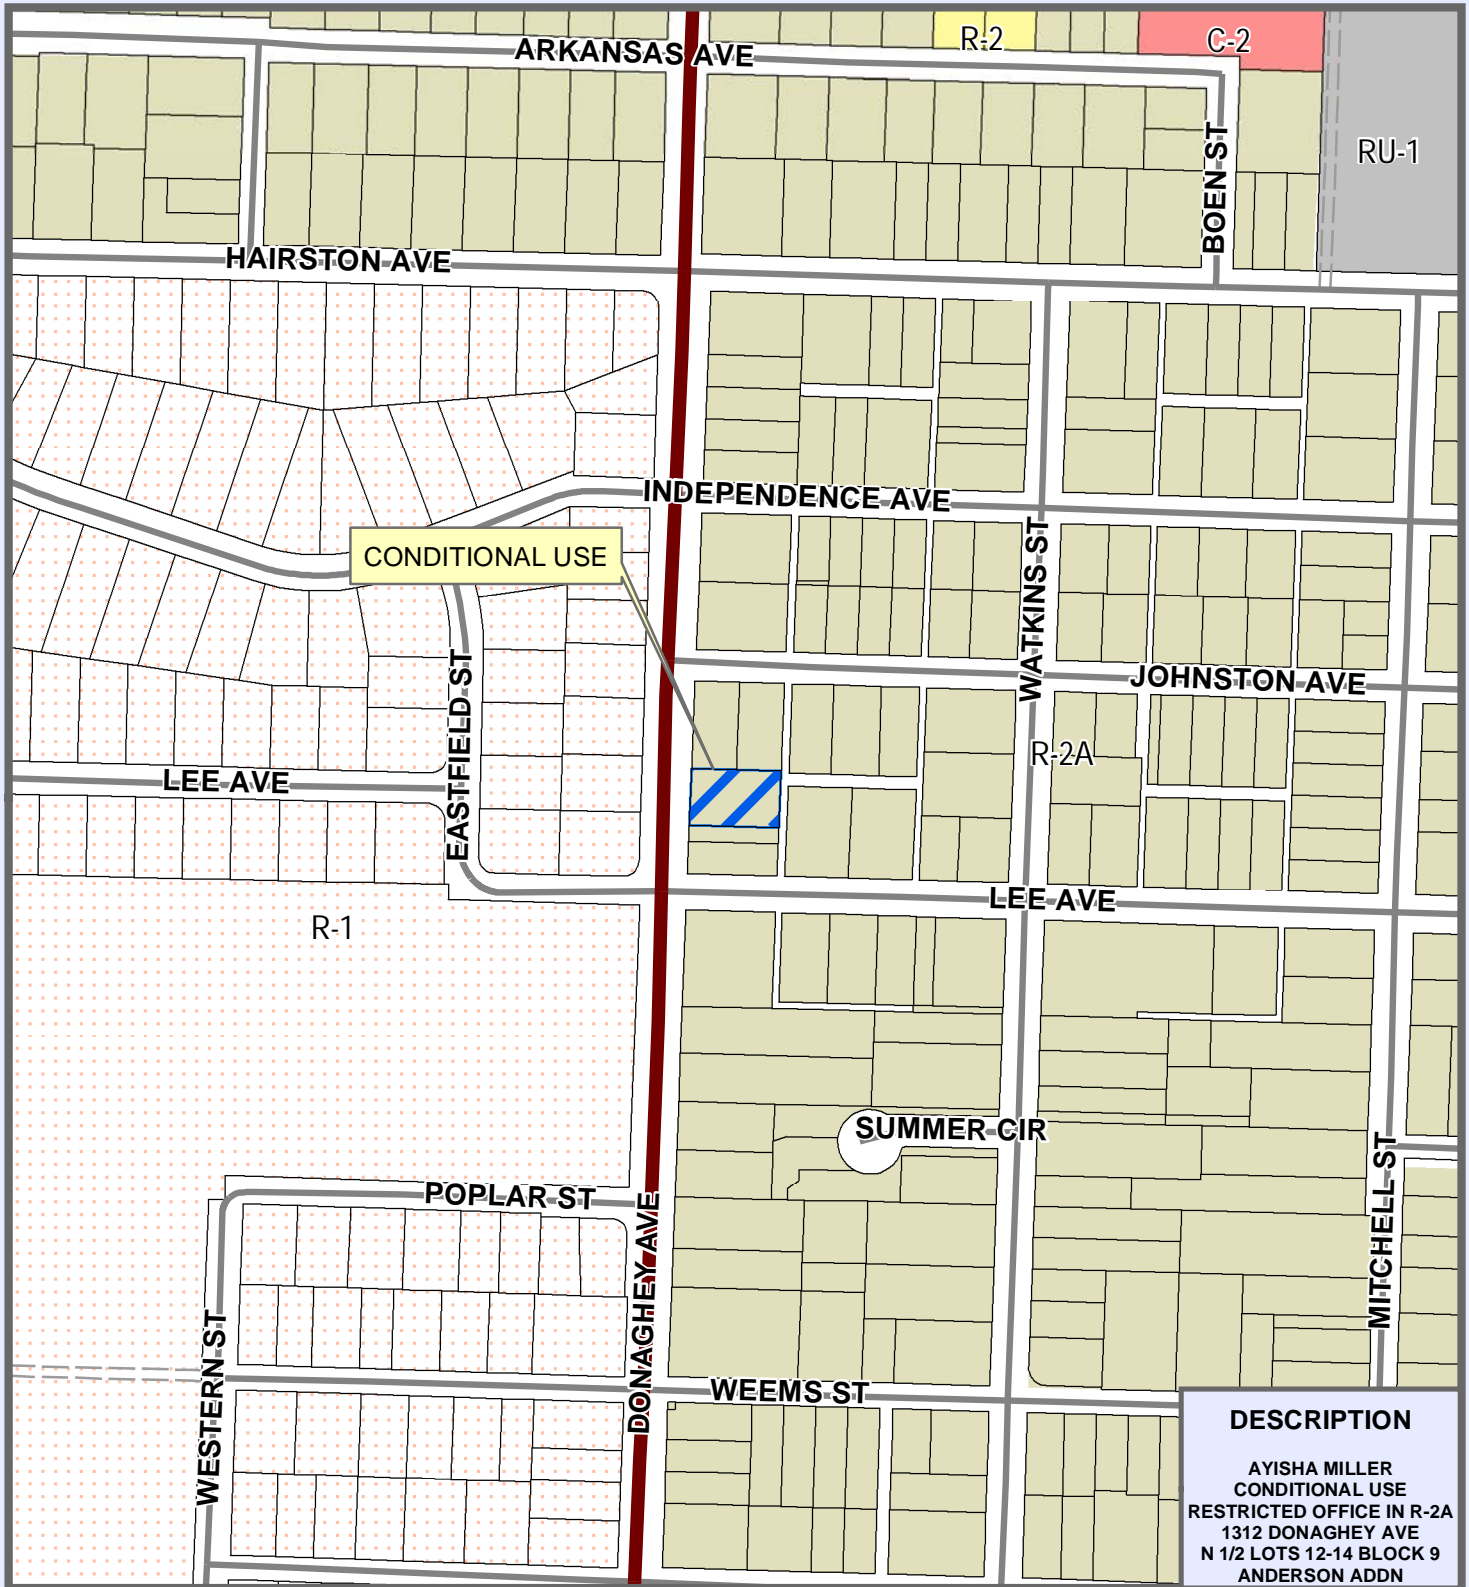 R-2
C-2
ARKANSAS AVE
RU-1
BOEN ST
HAIRSTON AVE
INDEPENDENCE AVE
CONDITIONAL USE
WATKINS ST
EASTFIELD ST
JOHNSTON AVE
R-2A
LEE AVE
LEE AVE
R-1
SUMMER CIR
POPLAR ST
DONAGHEY AVE
MITCHELL ST
WESTERN ST
WEEMS ST
DESCRIPTION
AYISHA MILLER
CONDITIONAL USE
RESTRICTED OFFICE IN R-2A
1312 DONAGHEY AVE
N 1/2 LOTS 12-14 BLOCK 9
ANDERSON ADDN